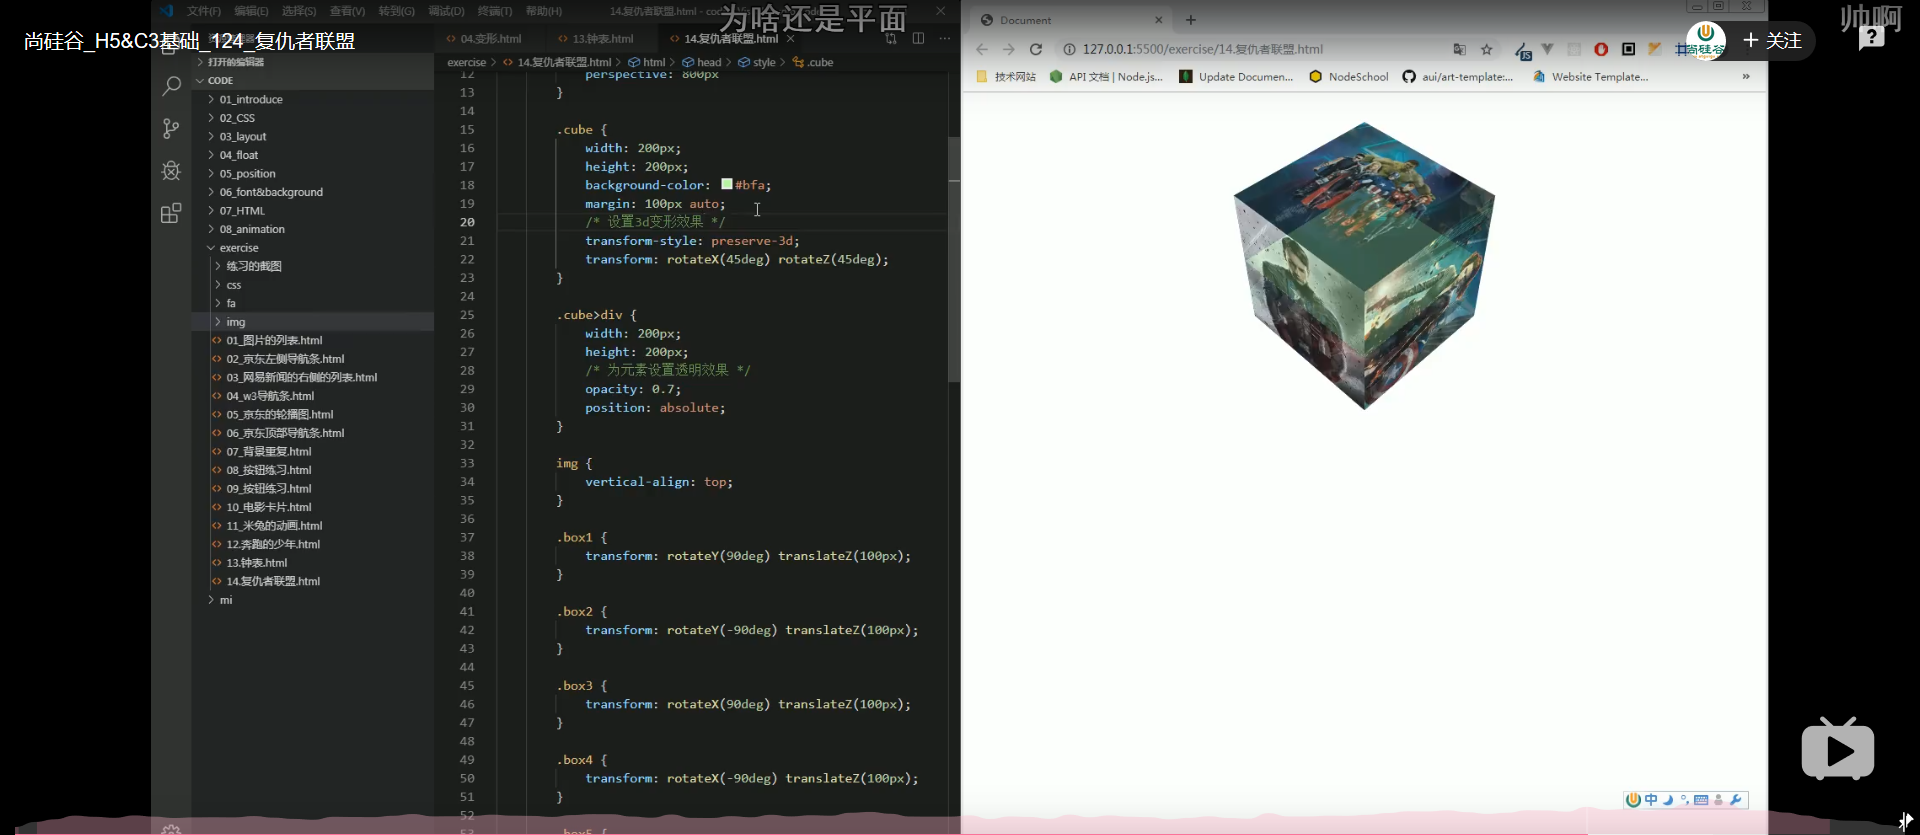 文件(F) 编辑(E) 选择(S) 查看(V) 转到(G) 调试(D) 终端(T) 帮助(H)
为啥还是平面
帅啊
尚硅谷_H5&C3基础_124_复仇者联盟
关注
尚硅谷
打开的编辑器
CODE
01_introduce
02_CSS
03_layout
04_float
05_position
06_font&background
07_HTML
08_animation
exercise
练习的截图
css
fa
img
01_图片的列表.html
02_京东左侧导航条.html
03_网易新闻的右侧的列表.html
04_w3导航条.html
05_京东的轮播图.html
06_京东顶部导航条.html
07_背景重复.html
08_按钮练习.html
09_按钮练习.html
10_电影卡片.html
11_米兔的动画.html
12.奔跑的少年.html
13.钟表.html
14.复仇者联盟.html
mi
04.变形.html
13.钟表.html
14.复仇者联盟.html
exercise > 14.复仇者联盟.html > html > head > style > .cube
12 perspective: 800px
13 }
14
15 .cube {
16 width: 200px;
17 height: 200px;
18 background-color: #bfa;
19 margin: 100px auto;
20 /* 设置3d变形效果 */
21 transform-style: preserve-3d;
22 transform: rotateX(45deg) rotateZ(45deg);
23 }
24
25 .cube>div {
26 width: 200px;
27 height: 200px;
28 /* 为元素设置透明效果 */
29 opacity: 0.7;
30 position: absolute;
31 }
32
33 img {
34 vertical-align: top;
35 }
36
37 .box1 {
38 transform: rotateY(90deg) translateZ(100px);
39 }
40
41 .box2 {
42 transform: rotateY(-90deg) translateZ(100px);
43 }
44
45 .box3 {
46 transform: rotateX(90deg) translateZ(100px);
47 }
48
49 .box4 {
50 transform: rotateX(-90deg) translateZ(100px);
51 }
52
Document
127.0.0.1:5500/exercise/14.复仇者联盟.html
技术网站
API 文档 | Node.js...
Update Documen...
NodeSchool
aui/art-template:...
Website Template...
中